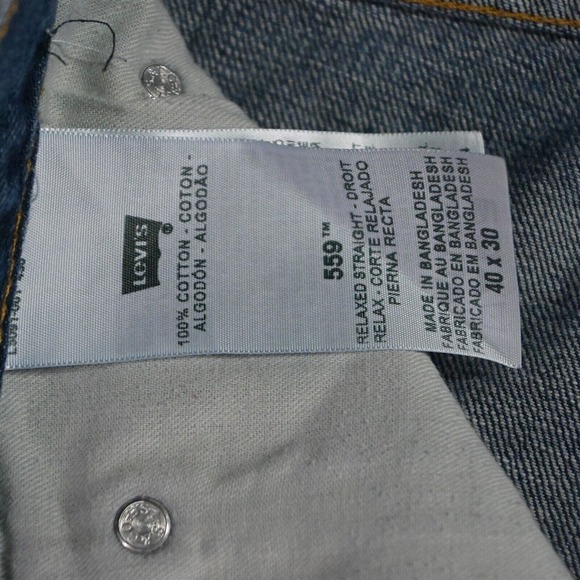 Levi's®
100% COTTON - COTON -
ALGODÓN - ALGODÃO
559™
RELAXED STRAIGHT - DROIT
RELAX - CORTE RELAJADO
PIERNA RECTA
MADE IN BANGLADESH
FABRIQUE AU BANGLADESH
FABRICADO EN BANGLADESH
FABRICADO EM BANGLADESH
40 X 30